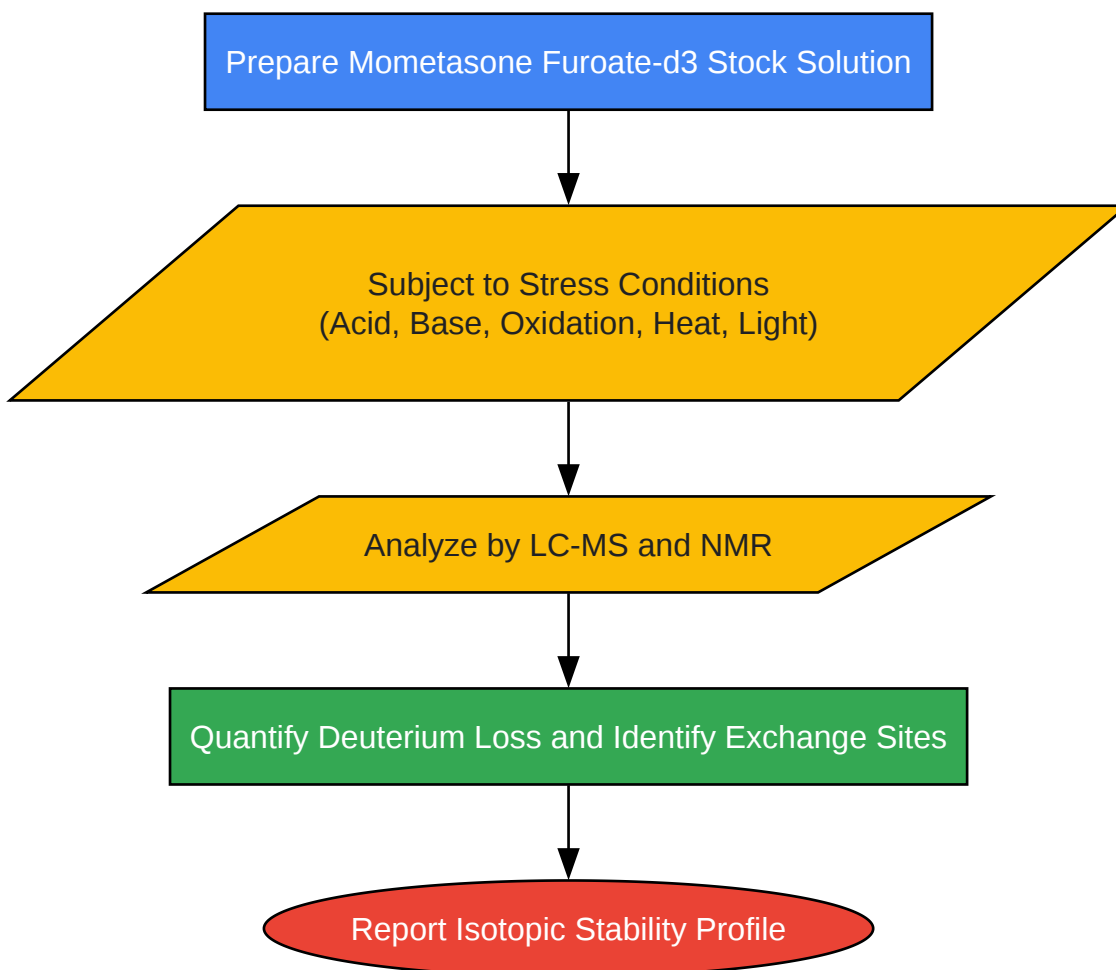 Prepare Mometasone Furoate-d3 Stock Solution
Subject to Stress Conditions
(Acid, Base, Oxidation, Heat, Light)
Analyze by LC-MS and NMR
Quantify Deuterium Loss and Identify Exchange Sites
Report Isotopic Stability Profile